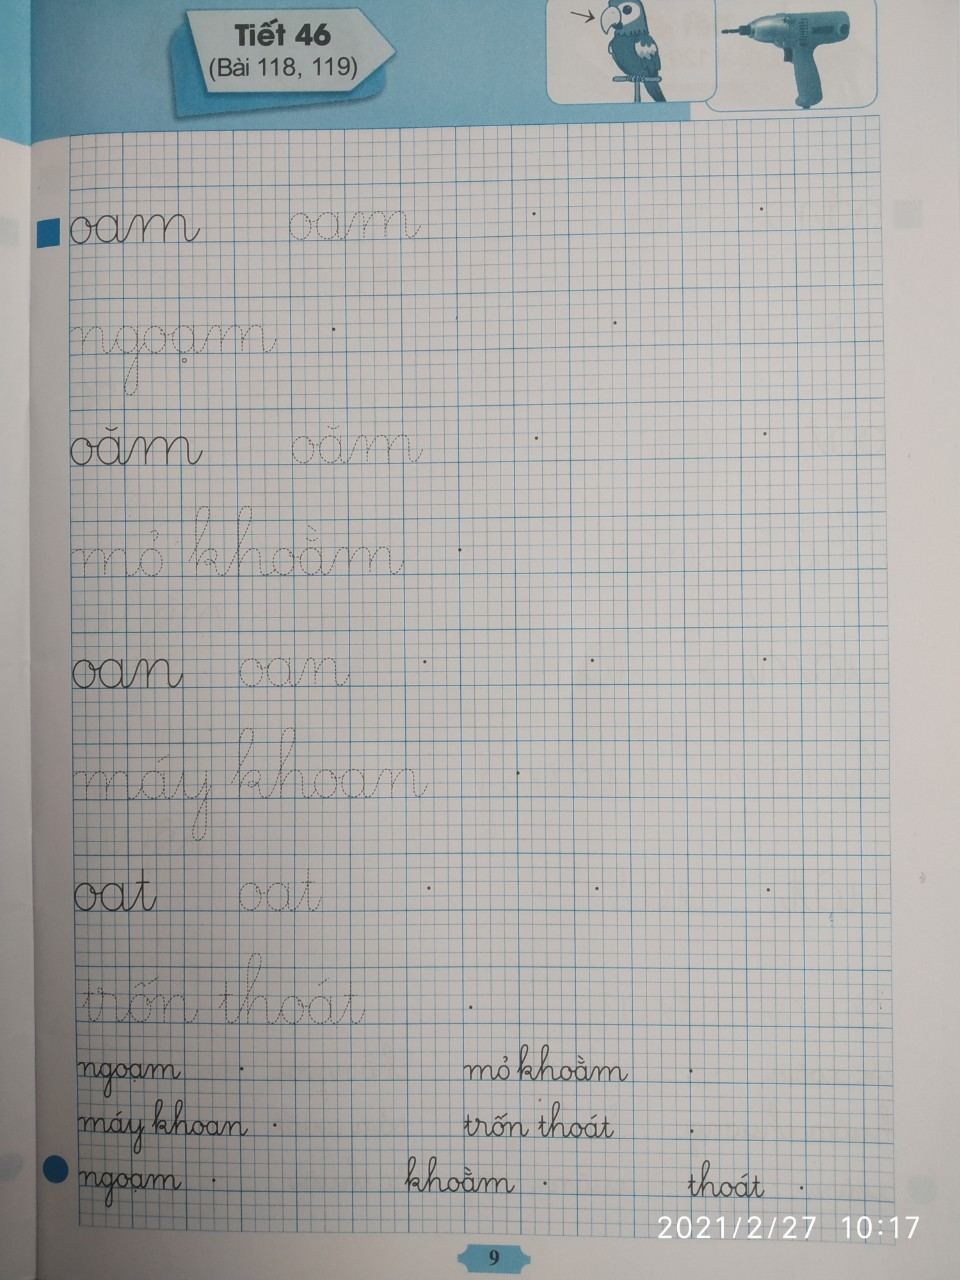 Tiết 46
(Bài 118, 119)
oam oam
ngoạm
oăm oăm
mỏ khoằm
oan oan
máy khoan
oat oat
trốn thoát
ngoạm mỏ khoằm
máy khoan trốn thoát
ngoạm khoằm thoát
2021/2/27 10:17
9